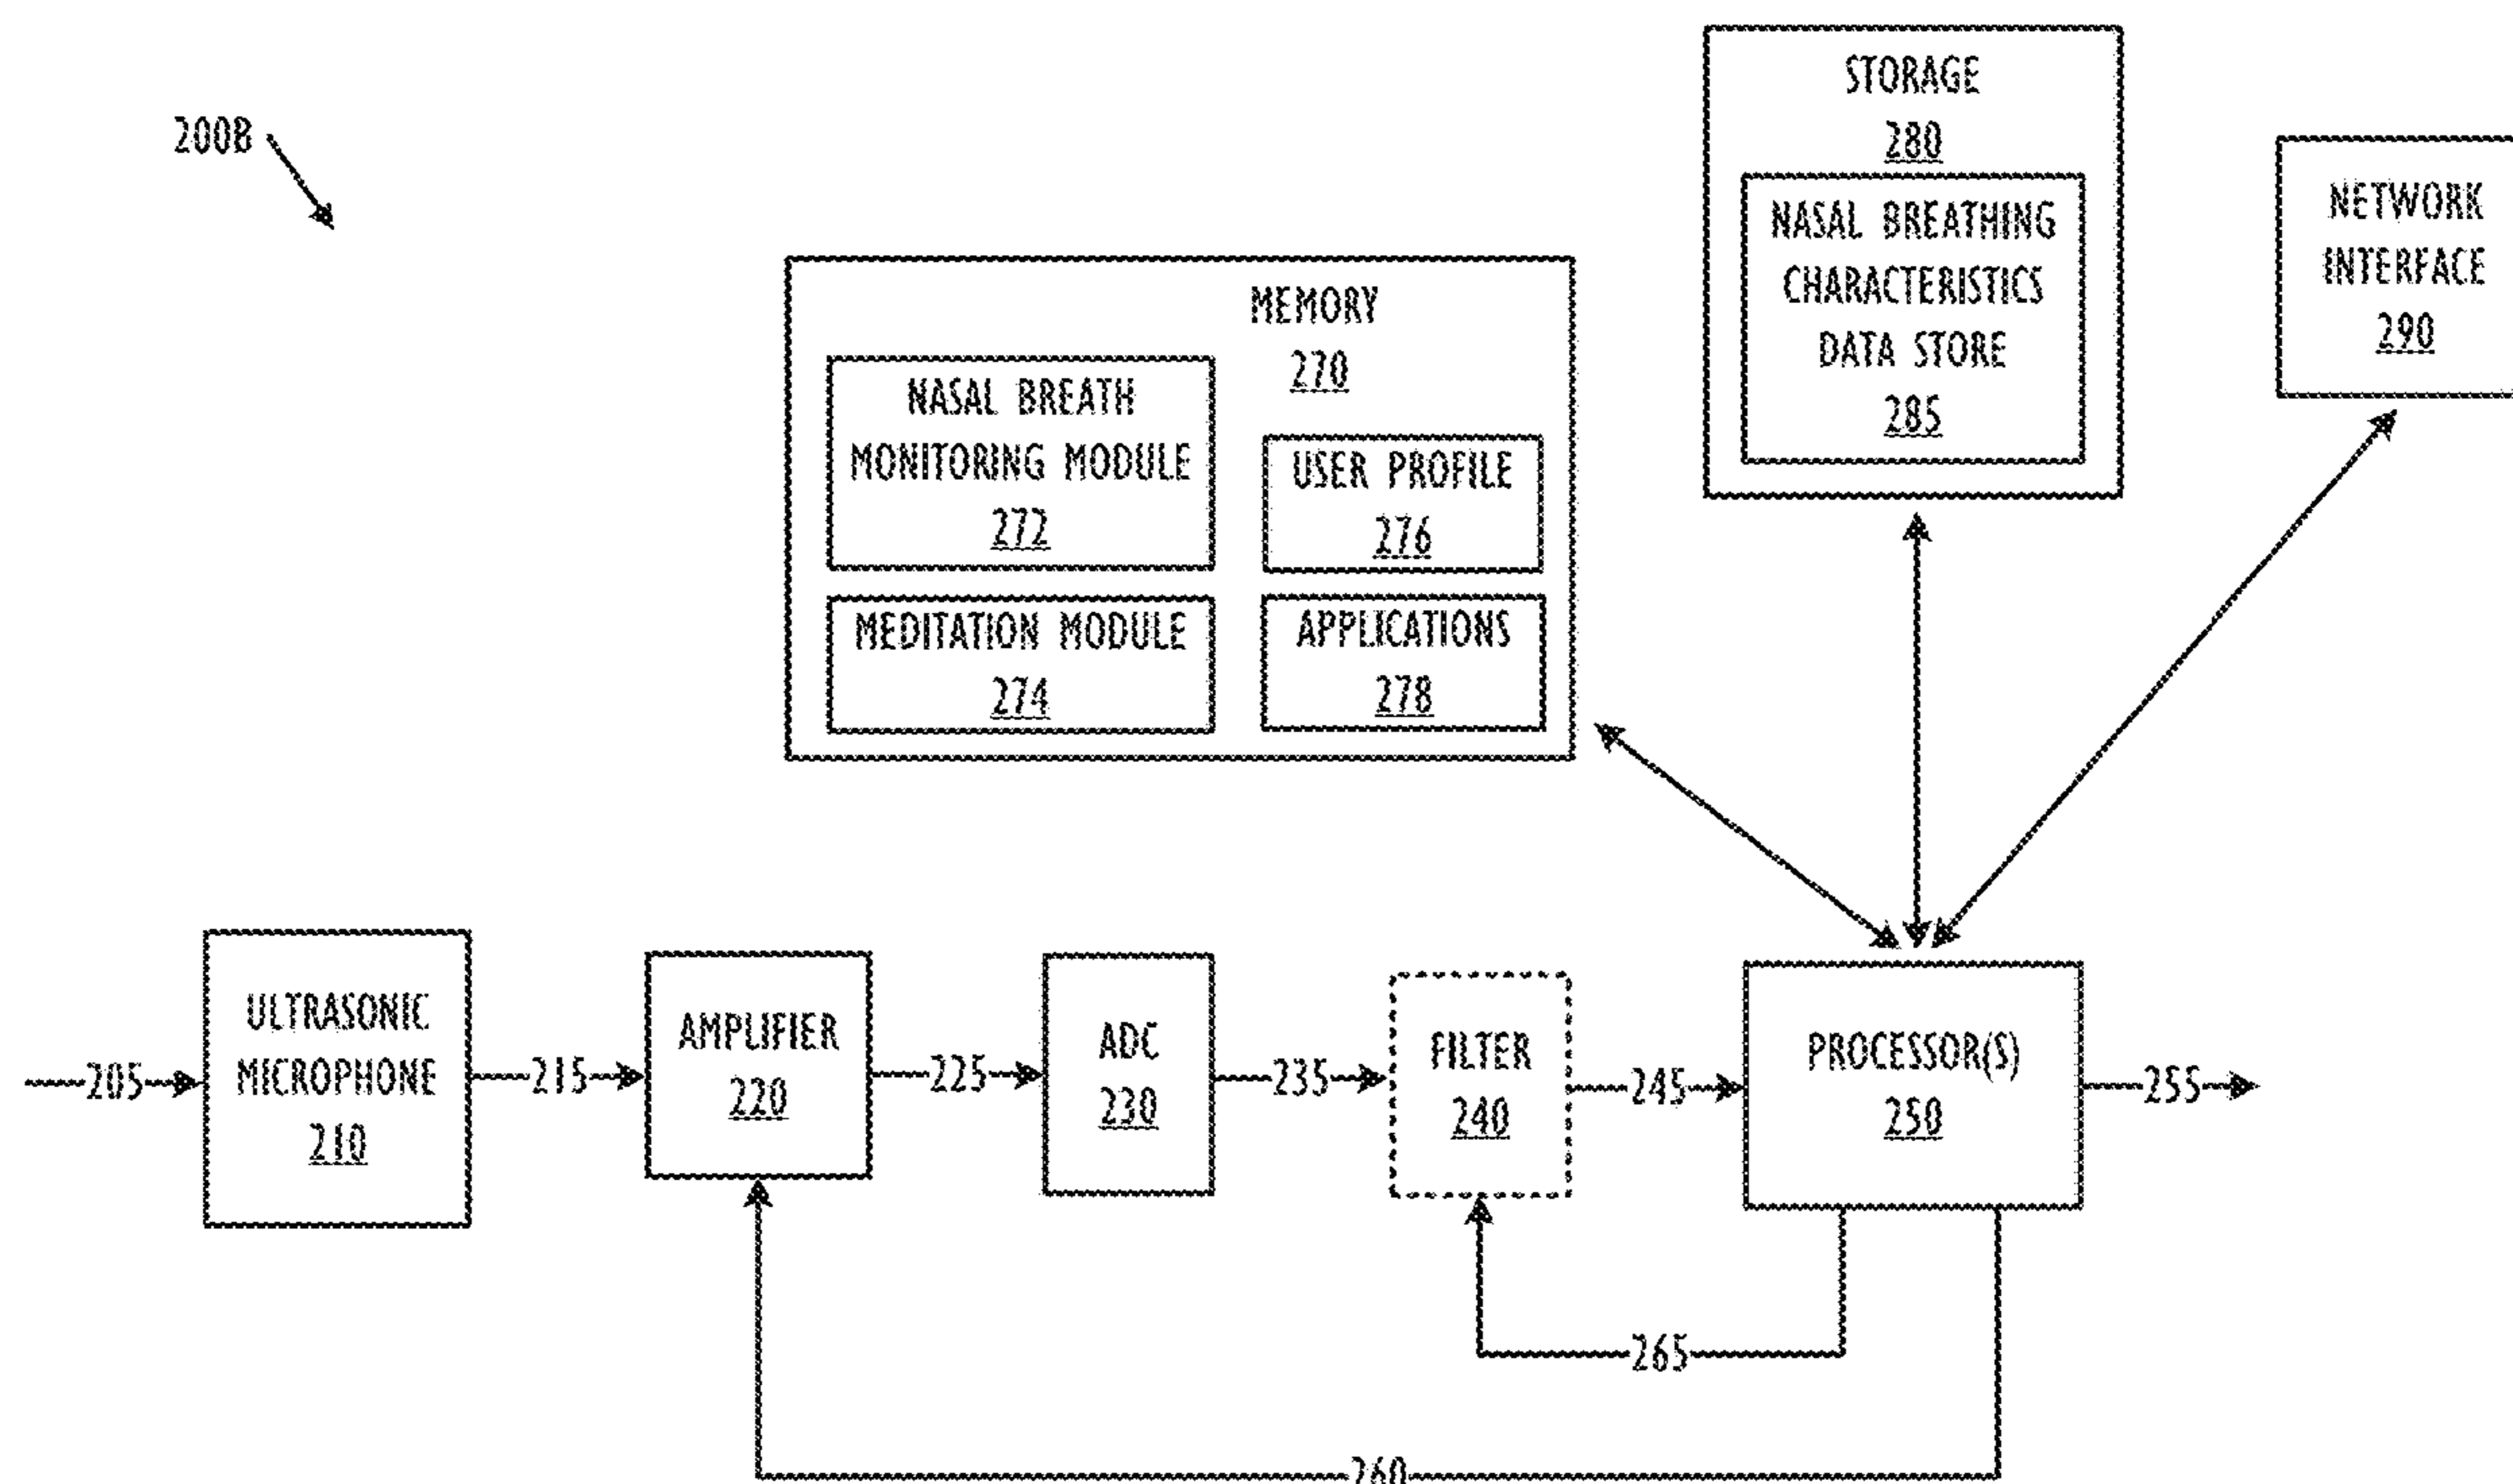 200B
STORAGE
280
NASAL BREATHING
CHARACTERISTICS
DATA STORE
285
NETWORK
INTERFACE
290
MEMORY
270
NASAL BREATH
MONITORING MODULE
272
USER PROFILE
276
MEDITATION MODULE
274
APPLICATIONS
278
205
ULTRASONIC
MICROPHONE
210
215
AMPLIFIER
220
225
ADC
230
235
FILTER
240
245
PROCESSOR(S)
250
255
265
260